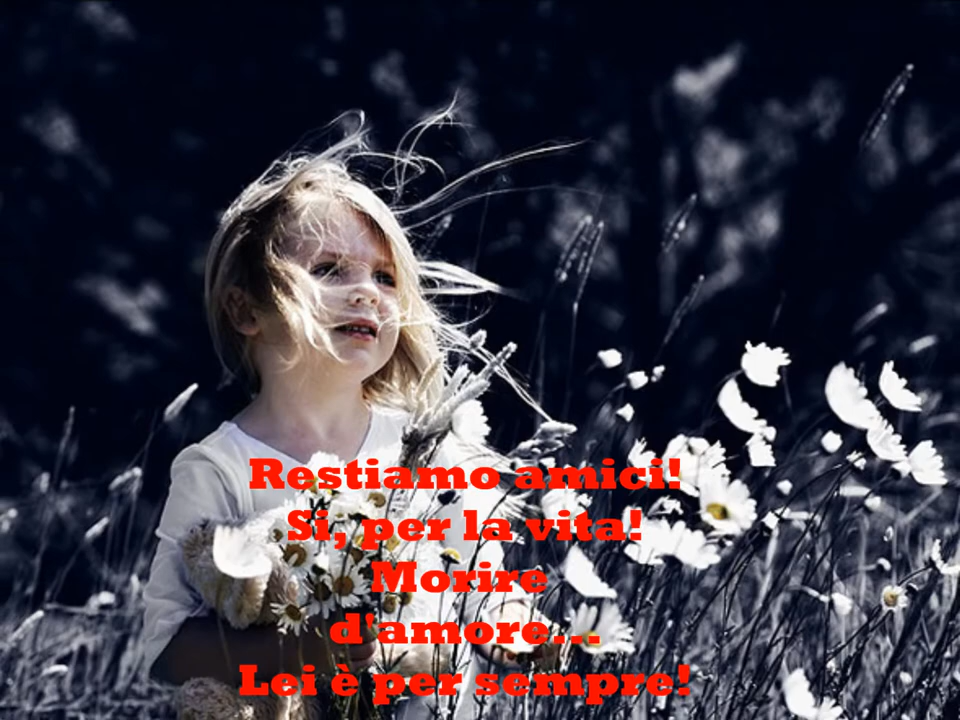 Restiamo amici!
Si, per la vita!
Morire
d'amore...
Lei è per sempre!